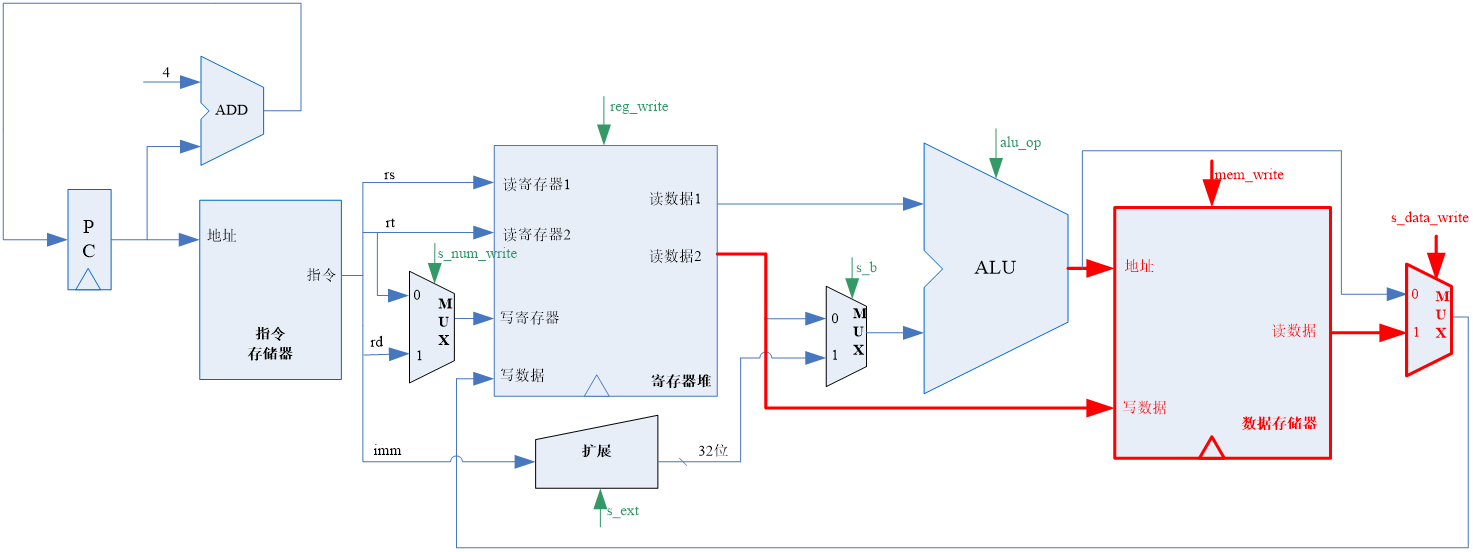 4
ADD
P
C
地址
指令
指令
存储器
rs
rt
s_num_write
0
M
U
X
1
rd
imm
reg_write
读寄存器1
读寄存器2
写寄存器
写数据
读数据1
读数据2
寄存器堆
扩展
s_ext
32位
s_b
0
M
U
X
1
alu_op
ALU
mem_write
地址
读数据
写数据
数据存储器
s_data_write
0
M
U
X
1